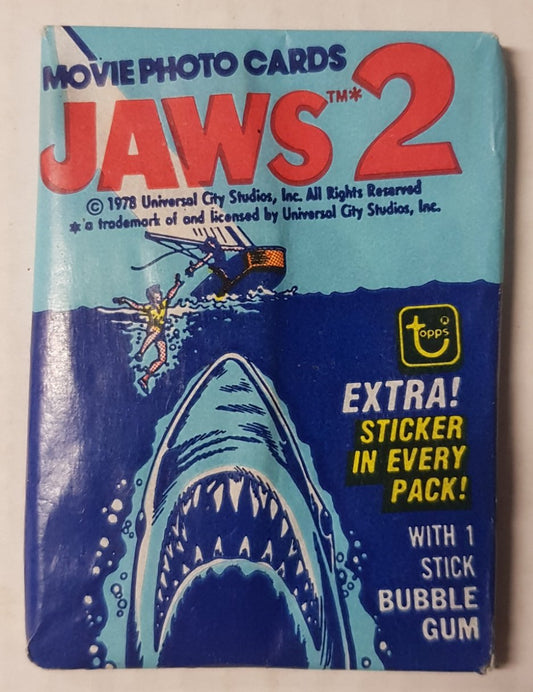 MOVIE PHOTO CARDS
JAWS™* 2
© 1978 Universal City Studios, Inc. All Rights Reserved
* a trademark of and licensed by Universal City Studios, Inc.
topps®
EXTRA!
STICKER
IN EVERY
PACK!
WITH 1
STICK
BUBBLE
GUM